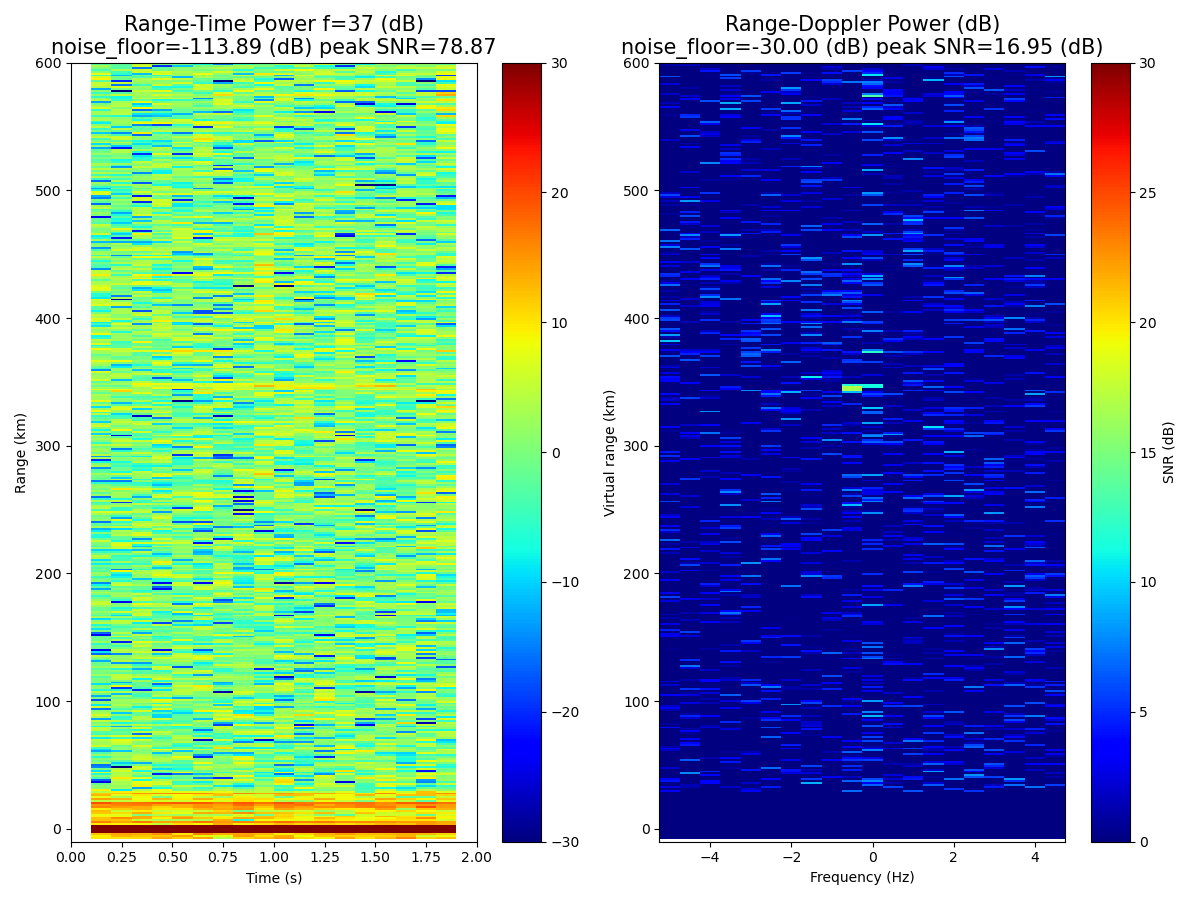 Range-Time Power f=37 (dB)
noise_floor=-113.89 (dB) peak SNR=78.87
600
500
400
300
200
100
0
Range (km)
0.00 0.25 0.50 0.75 1.00 1.25 1.50 1.75 2.00
Time (s)
30
20
10
0
−10
−20
−30
Range-Doppler Power (dB)
noise_floor=-30.00 (dB) peak SNR=16.95 (dB)
600
500
400
300
200
100
0
Virtual range (km)
−4 −2 0 2 4
Frequency (Hz)
30
25
20
15
10
5
0
SNR (dB)